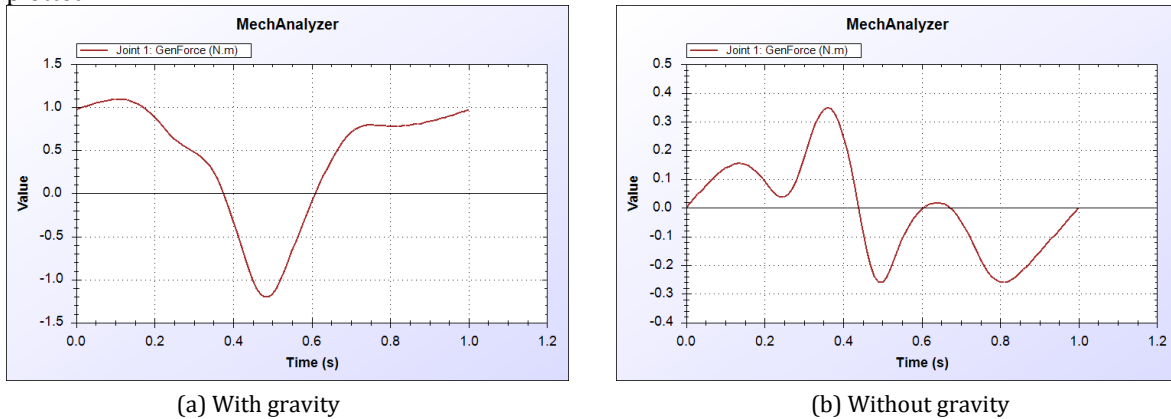 MechAnalyzer
Joint 1: GenForce (N.m)
1.5
1.0
0.5
0.0
-0.5
-1.0
-1.5
Value
0.0 0.2 0.4 0.6 0.8 1.0 1.2
Time (s)
(a) With gravity
MechAnalyzer
Joint 1: GenForce (N.m)
0.5
0.4
0.3
0.2
0.1
0.0
-0.1
-0.2
-0.3
-0.4
Value
0.0 0.2 0.4 0.6 0.8 1.0 1.2
Time (s)
(b) Without gravity